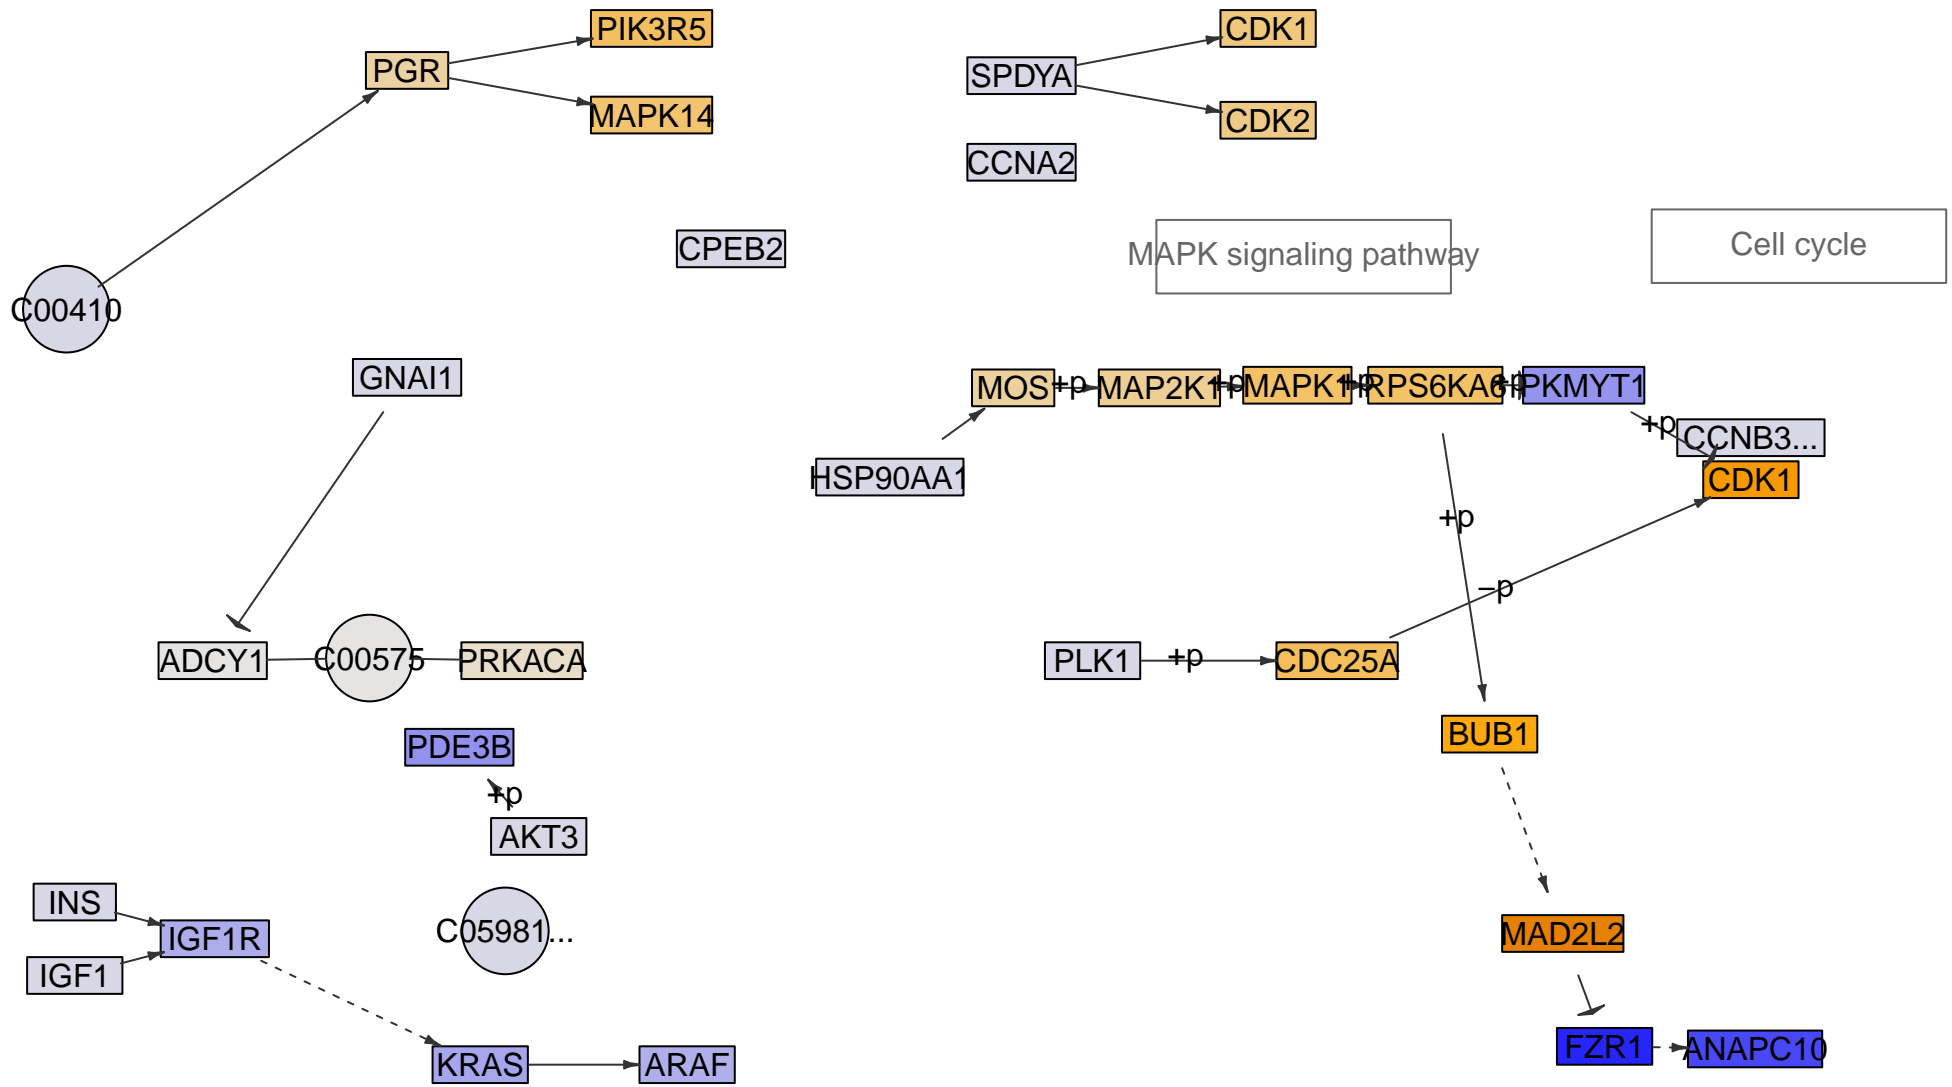 PIK3R5
CDK1
PGR
SPDYA
MAPK14
CDK2
CCNA2
CPEB2
MAPK signaling pathway
Cell cycle
C00410
GNAI1
MOS
+p
MAP2K1
+p
MAPK1
+p
RPS6KA6
+p
PKMYT1
+p
CCNB3...
HSP90AA1
CDK1
+p
−p
ADCY1
C00575
PRKACA
PLK1
+p
CDC25A
BUB1
PDE3B
+p
AKT3
INS
IGF1R
C05981...
MAD2L2
IGF1
KRAS
ARAF
FZR1
ANAPC10